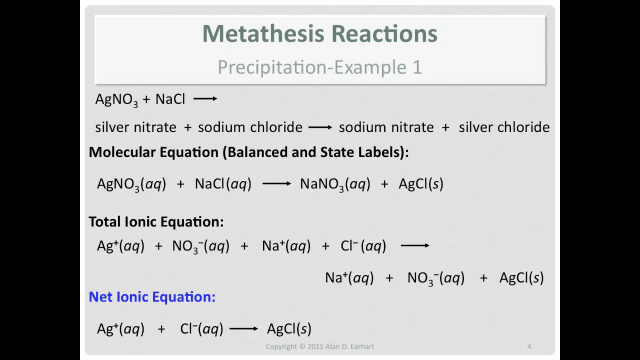 Metathesis Reactions
Precipitation-Example 1
AgNO₃ + NaCl ⟶
silver nitrate + sodium chloride ⟶ sodium nitrate + silver chloride
Molecular Equation (Balanced and State Labels):
AgNO₃(aq) + NaCl(aq) ⟶ NaNO₃(aq) + AgCl(s)
Total Ionic Equation:
Ag⁺(aq) + NO₃⁻(aq) + Na⁺(aq) + Cl⁻(aq) ⟶
Na⁺(aq) + NO₃⁻(aq) + AgCl(s)
Net Ionic Equation:
Ag⁺(aq) + Cl⁻(aq) ⟶ AgCl(s)
Copyright © 2015 Alan D. Earhart
4